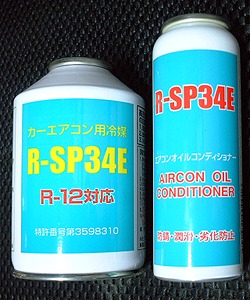 カーエアコン用冷媒
R-SP34E
R-12対応
特許番号第3598310
R-SP34E
エアコンオイルコンディショナー
AIRCON OIL
CONDITIONER
防錆・潤滑・劣化防止